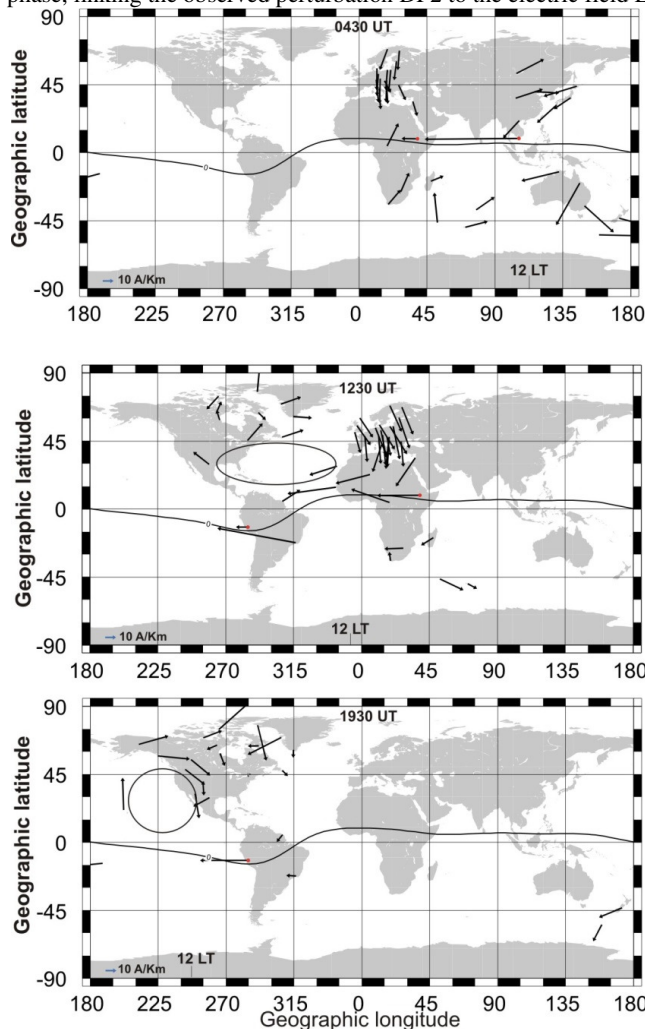 phase, linking the observed perturbation DP2 to the electric field
0430 UT
Geographic latitude
90
45
0
-45
-90
0
12 LT
10 A/Km
180 225 270 315 0 45 90 135 180
1230 UT
Geographic latitude
90
45
0
-45
-90
0
12 LT
10 A/Km
180 225 270 315 0 45 90 135 180
1930 UT
Geographic latitude
90
45
0
-45
-90
0
12 LT
10 A/Km
180 225 270 315 0 45 90 135 180
Geographic longitude